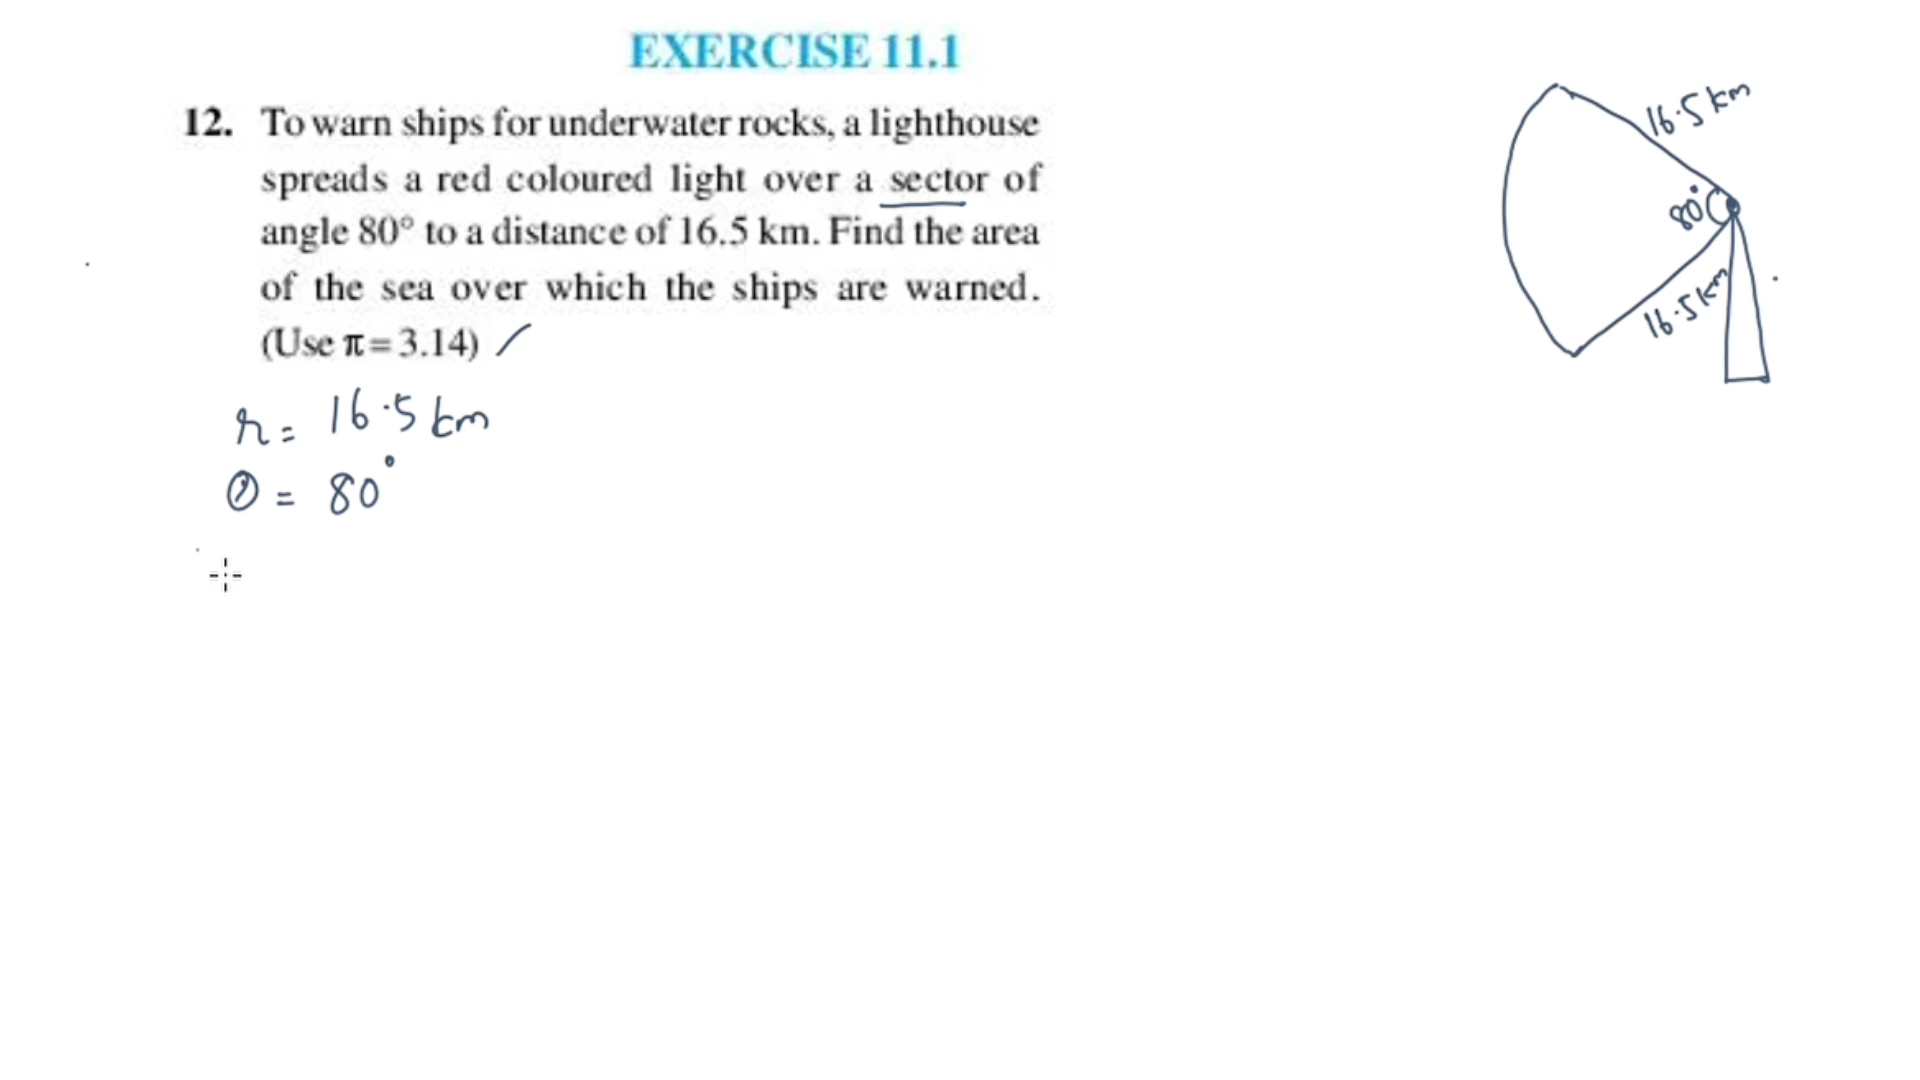 EXERCISE 11.1
12. To warn ships for underwater rocks, a lighthouse
spreads a red coloured light over a sector of
angle 80° to a distance of 16.5 km. Find the area
of the sea over which the ships are warned.
(Use π = 3.14)
r = 16.5 km
θ = 80°
16.5 km
80°
16.5 km